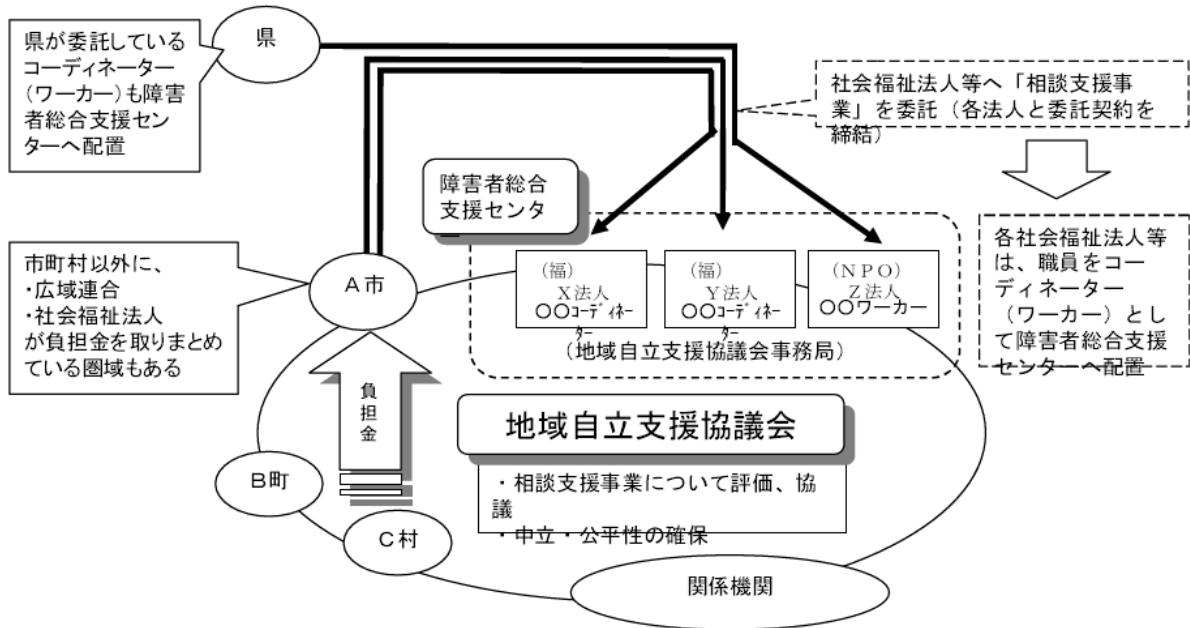 県が委託している
コーディネーター
(ワーカー)も障害
者総合支援セン
ターへ配置
県
社会福祉法人等へ「相談支援事
業」を委託(各法人と委託契約を
締結)
障害者総合
支援センタ
ー
市町村以外に、
・広域連合
・社会福祉法人
が負担金を取りまとめ
ている圏域もある
A市
(福)
X法人
〇〇コーディネー
ター
(福)
Y法人
〇〇コーディネー
ター
(NPO)
Z法人
〇〇ワーカー
(地域自立支援協議会事務局)
各社会福祉法人等
は、職員をコー
ディネーター
(ワーカー)とし
て障害者総合支援
センターへ配置
負担金
地域自立支援協議会
・相談支援事業について評価、協
議
・中立・公平性の確保
B町
C村
関係機関